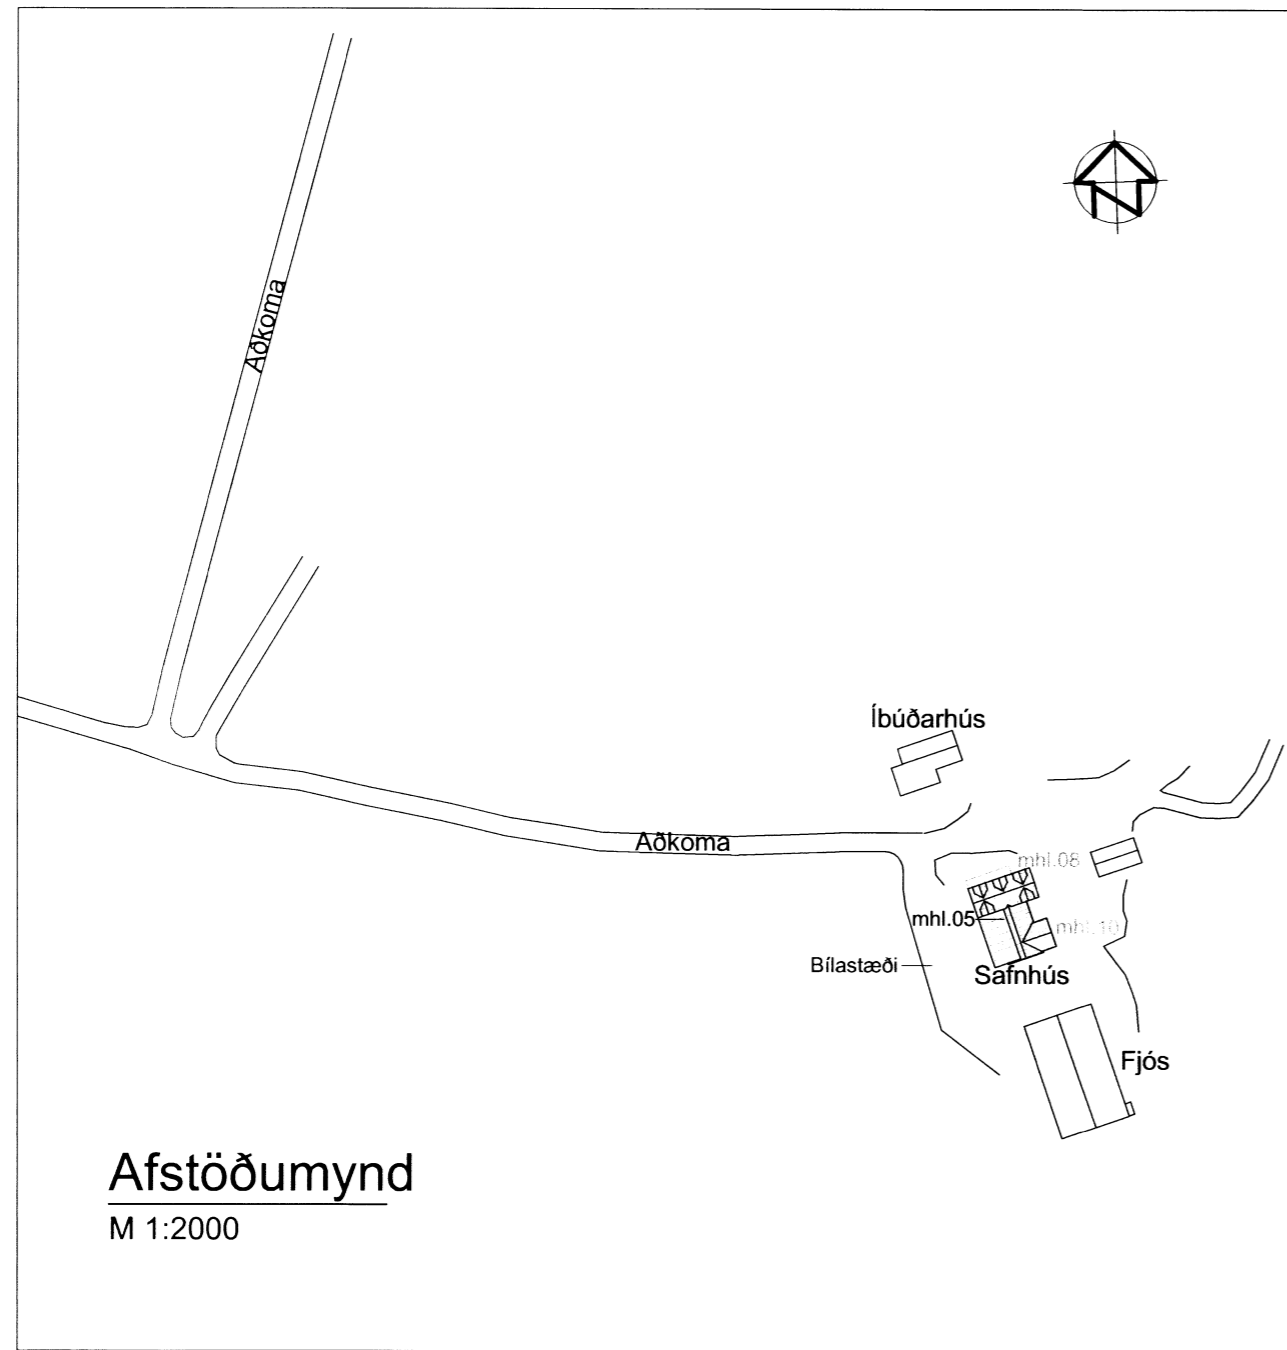 N
Aðkoma
Íbúðarhús
Aðkoma
mhl.08
mhl.05
mhl.10
Bílastæði
Safnhús
Fjós
Afstöðumynd
M 1:2000